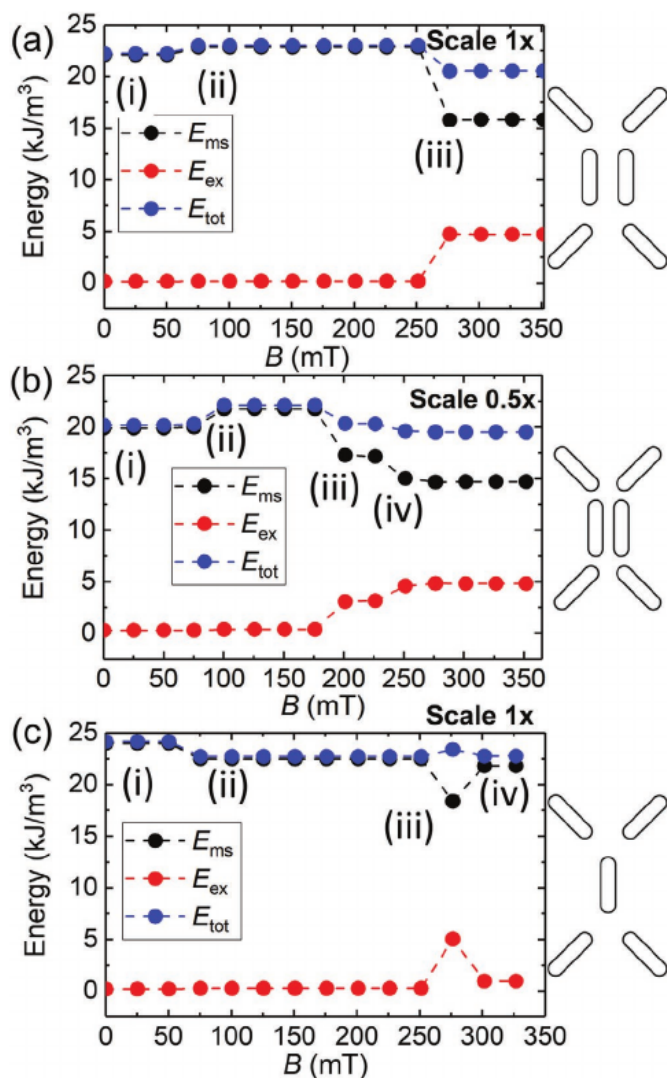 (a)
Scale 1x
Energy (kJ/m³)
25
20
15
10
5
0
(i)
(ii)
(iii)
E_ms
E_ex
E_tot
0 50 100 150 200 250 300 350
B (mT)
(b)
Scale 0.5x
Energy (kJ/m³)
25
20
15
10
5
0
(i)
(ii)
(iii)
(iv)
E_ms
E_ex
E_tot
0 50 100 150 200 250 300 350
B (mT)
(c)
Scale 1x
Energy (kJ/m³)
25
20
15
10
5
0
(i)
(ii)
(iii)
(iv)
E_ms
E_ex
E_tot
0 50 100 150 200 250 300 350
B (mT)